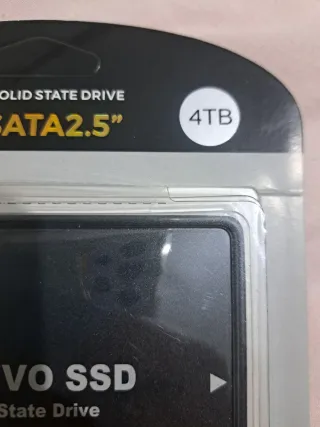 OLID STATE DRIVE
SATA2.5”
4TB
VO SSD
State Drive